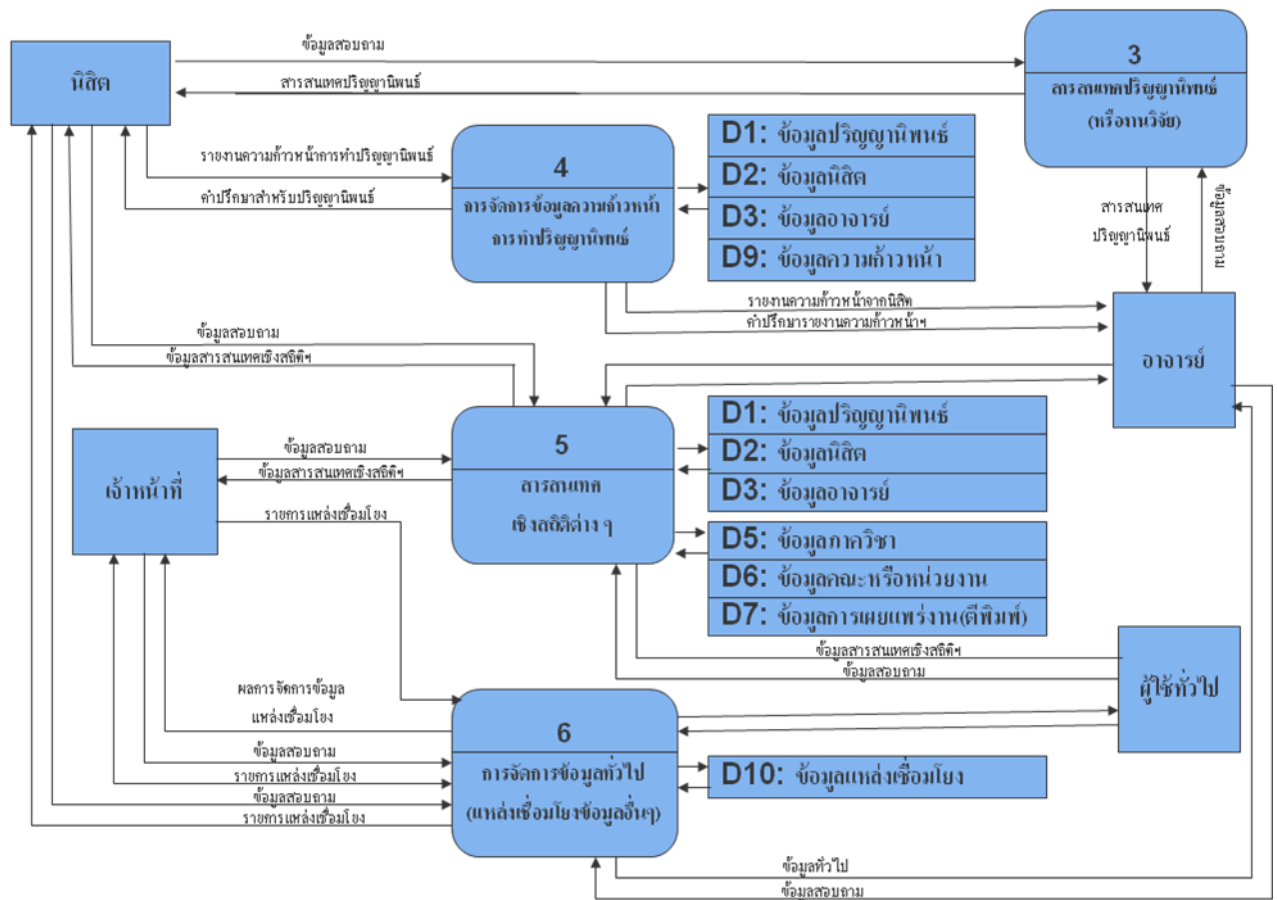 ข้อมูลสอบถาม
สารสนเทศปริญญานิพนธ์
นิสิต
3
สารสนเทศปริญญานิพนธ์
(หรืองานวิจัย)
รายงานความก้าวหน้าการทำปริญญานิพนธ์
คำปรึกษาสำหรับปริญญานิพนธ์
4
การจัดการข้อมูลความก้าวหน้า
การทำปริญญานิพนธ์
D1: ข้อมูลปริญญานิพนธ์
D2: ข้อมูลนิสิต
D3: ข้อมูลอาจารย์
D9: ข้อมูลความก้าวหน้า
สารสนเทศ
ปริญญานิพนธ์
ข้อมูลสอบถาม
รายงานความก้าวหน้าจากนิสิต
คำปรึกษารายงานความก้าวหน้าฯ
อาจารย์
ข้อมูลสอบถาม
ข้อมูลสารสนเทศเชิงสถิติฯ
เจ้าหน้าที่
ข้อมูลสอบถาม
ข้อมูลสารสนเทศเชิงสถิติฯ
รายการแหล่งเชื่อมโยง
5
สารสนเทศ
เชิงสถิติต่าง ๆ
D1: ข้อมูลปริญญานิพนธ์
D2: ข้อมูลนิสิต
D3: ข้อมูลอาจารย์
D5: ข้อมูลภาควิชา
D6: ข้อมูลคณะหรือหน่วยงาน
D7: ข้อมูลการเผยแพร่งาน(ตีพิมพ์)
ข้อมูลสารสนเทศเชิงสถิติฯ
ข้อมูลสอบถาม
ผู้ใช้ทั่วไป
ผลการจัดการข้อมูล
แหล่งเชื่อมโยง
ข้อมูลสอบถาม
รายการแหล่งเชื่อมโยง
ข้อมูลสอบถาม
รายการแหล่งเชื่อมโยง
6
การจัดการข้อมูลทั่วไป
(แหล่งเชื่อมโยงข้อมูลอื่นๆ)
D10: ข้อมูลแหล่งเชื่อมโยง
ข้อมูลทั่วไป
ข้อมูลสอบถาม